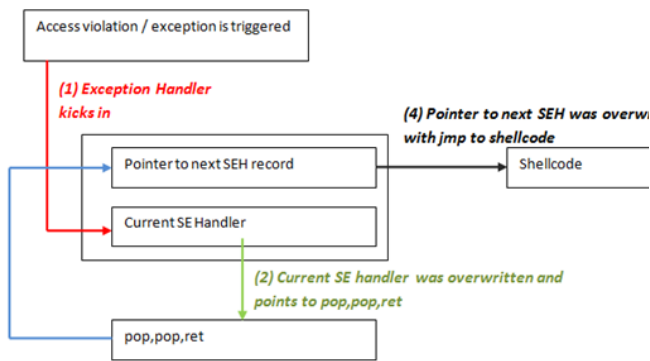 Access violation / exception is triggered
(1) Exception Handler
kicks in
(4) Pointer to next SEH was overw
with jmp to shellcode
Pointer to next SEH record
Shellcode
Current SE Handler
(2) Current SE handler was overwritten and
points to pop,pop,ret
pop,pop,ret